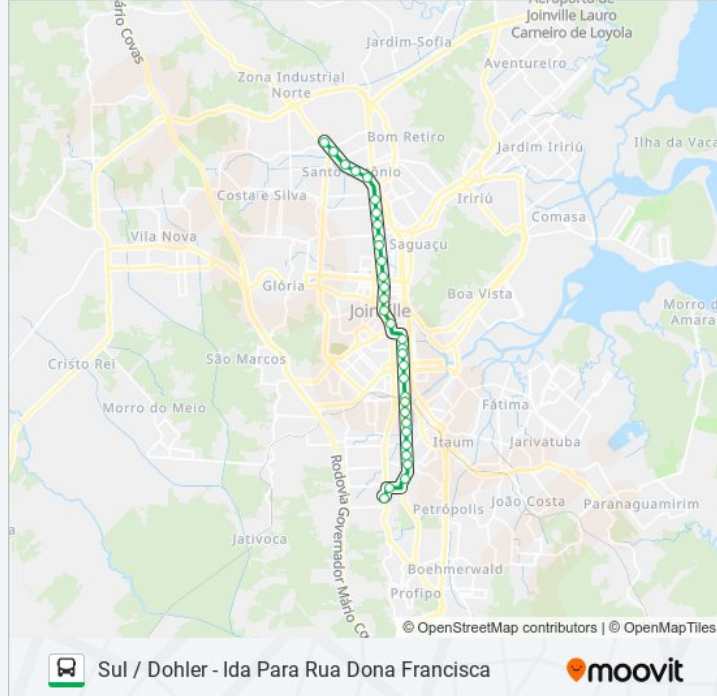 Aeroporto de
Joinville Lauro
Carneiro de Loyola
ário Covas
Jardim-Sofia
Aventureiro
Zona Industrial
Norte
Bom Retiro
Jardim Iririú
Ilha da Vaca
Santo Antônio
Costa e Silva
Iririú
Comasa
Vila Nova
Saguaçu
Glória
Boa Vista
Joinville
Morro d
Amara
São Marcos
Cristo Rei
Fátima
Morro do Meio
Itaum
Jarivatuba
Rodovia Governador Mário Co
João Costa
Paranaguamirim
Petrópolis
a
Jativoca
Boehmerwald
Profipo
© OpenStreetMap contributors | © OpenMapTiles
Sul / Dohler - Ida Para Rua Dona Francisca
moovit